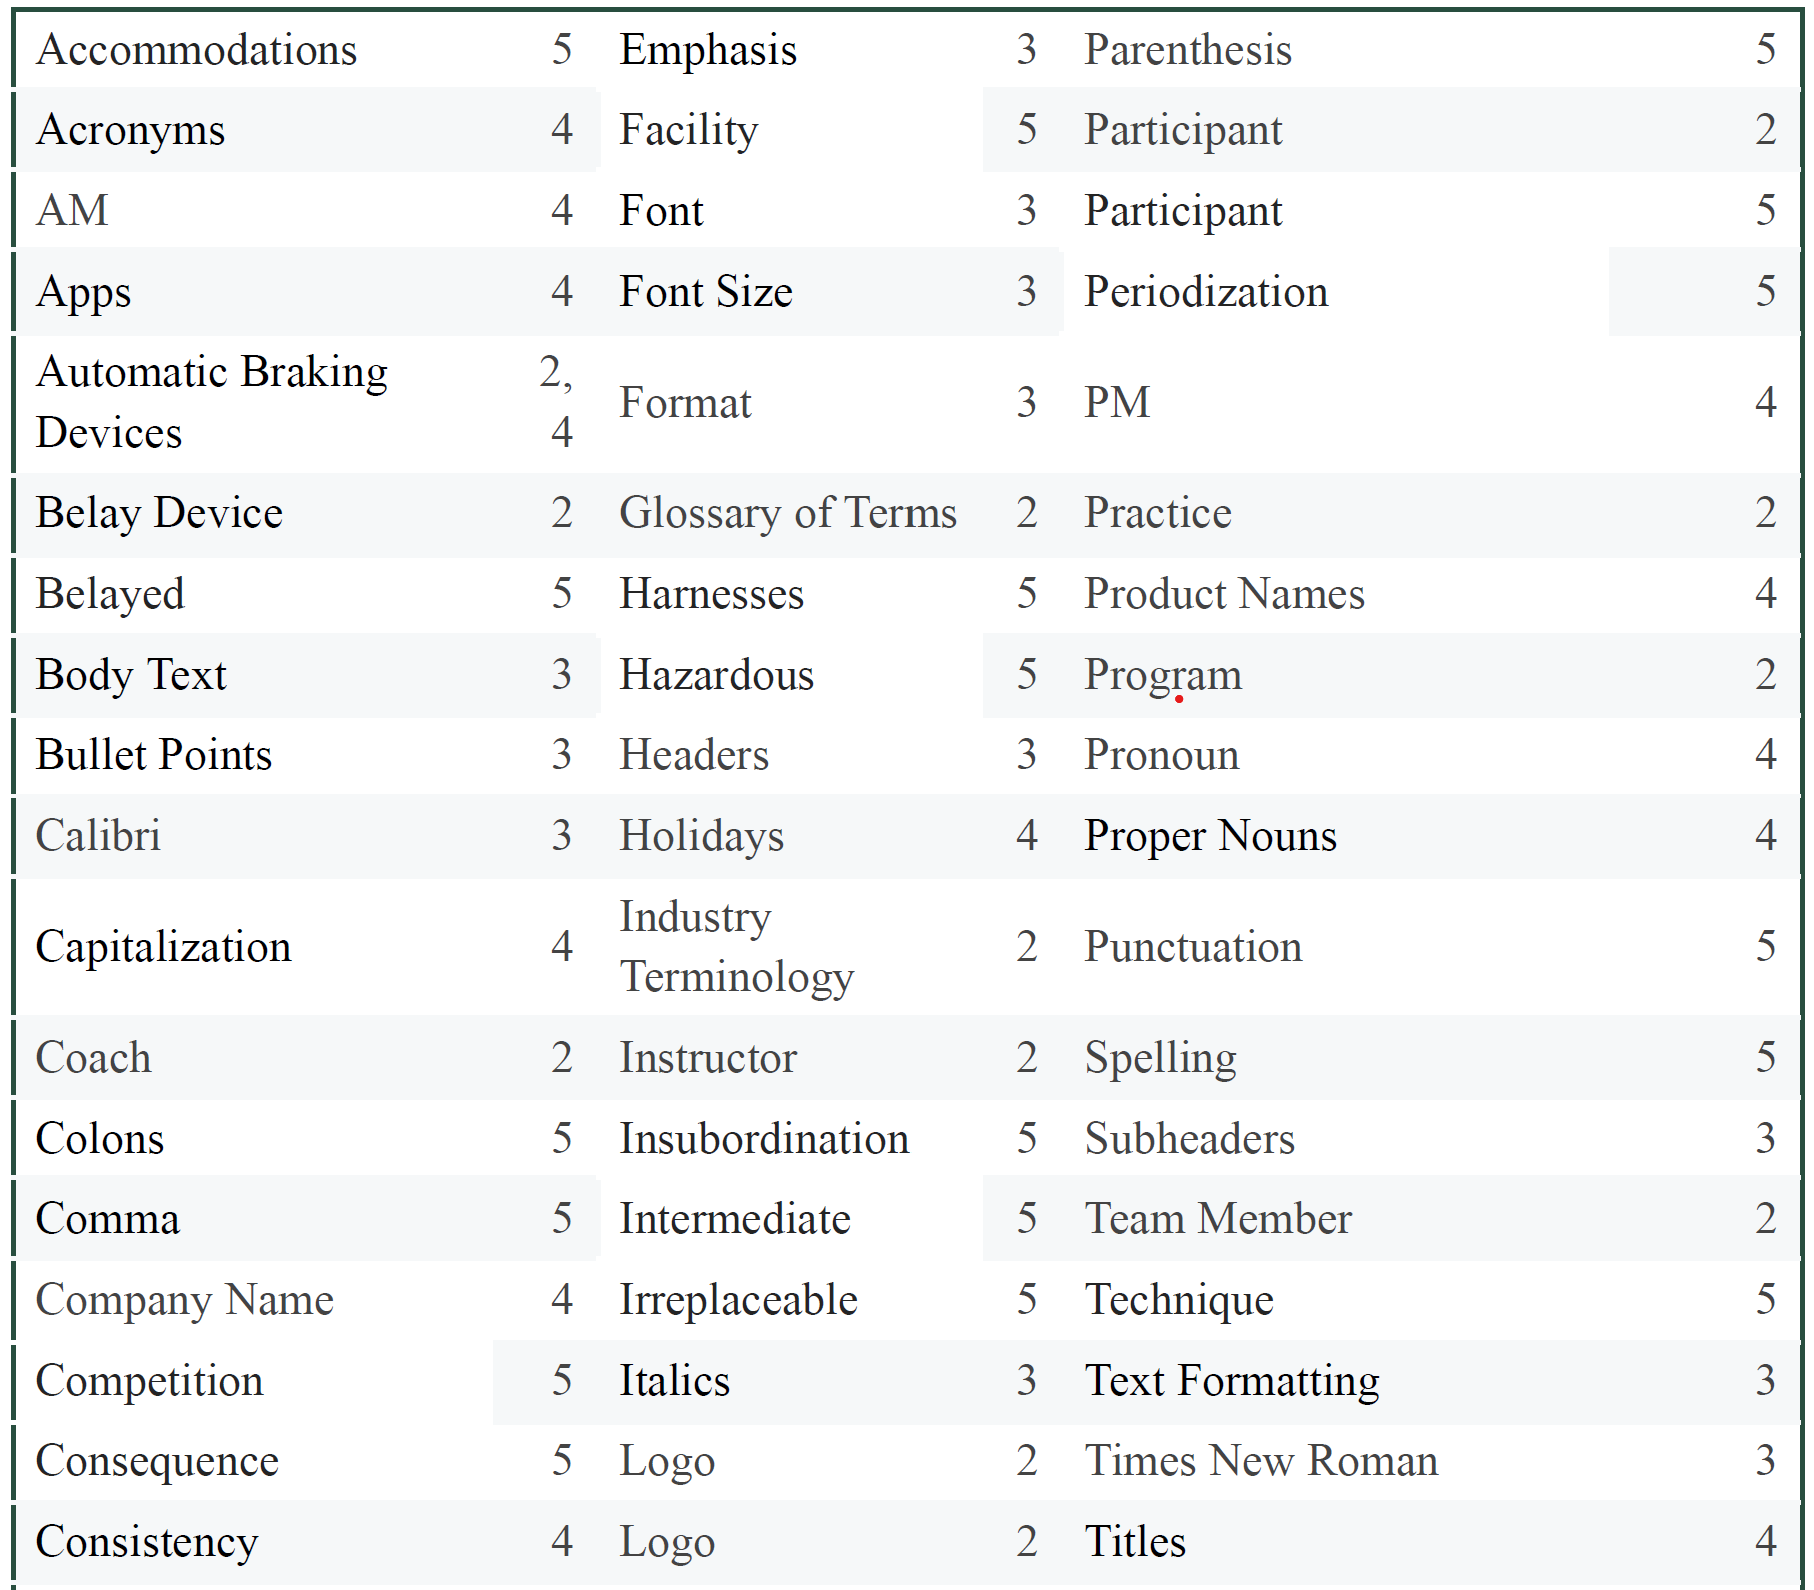 Accommodations 5 Emphasis 3 Parenthesis 5
Acronyms 4 Facility 5 Participant 2
AM 4 Font 3 Participant 5
Apps 4 Font Size 3 Periodization 5
Automatic Braking 2,
Devices 4 Format 3 PM 4
Belay Device 2 Glossary of Terms 2 Practice 2
Belayed 5 Harnesses 5 Product Names 4
Body Text 3 Hazardous 5 Program 2
Bullet Points 3 Headers 3 Pronoun 4
Calibri 3 Holidays 4 Proper Nouns 4
Capitalization 4 Industry
Terminology 2 Punctuation 5
Coach 2 Instructor 2 Spelling 5
Colons 5 Insubordination 5 Subheaders 3
Comma 5 Intermediate 5 Team Member 2
Company Name 4 Irreplaceable 5 Technique 5
Competition 5 Italics 3 Text Formatting 3
Consequence 5 Logo 2 Times New Roman 3
Consistency 4 Logo 2 Titles 4